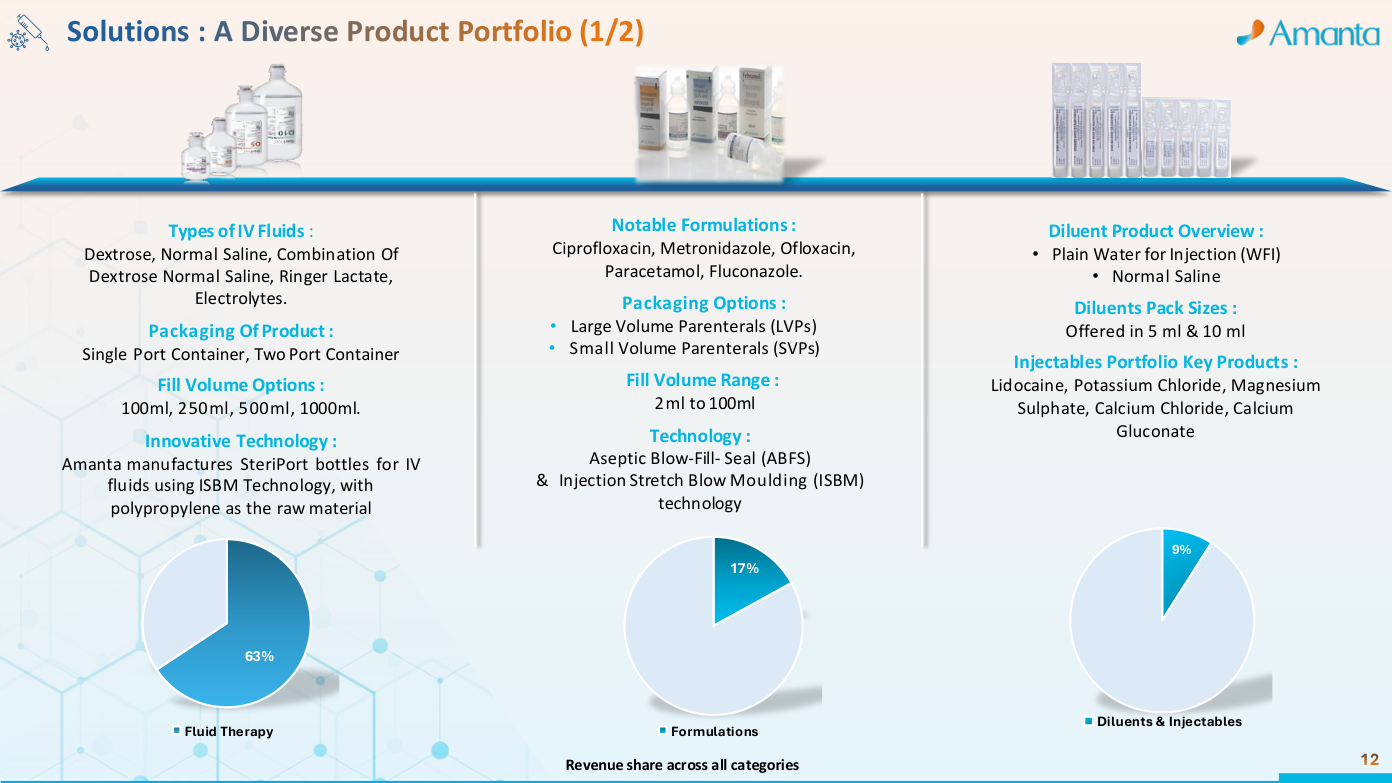 Solutions : A Diverse Product Portfolio (1/2)
Amanta
Types of IV Fluids :
Dextrose, Normal Saline, Combination Of
Dextrose Normal Saline, Ringer Lactate,
Electrolytes.
Packaging Of Product :
Single Port Container, Two Port Container
Fill Volume Options :
100ml, 250ml, 500ml, 1000ml.
Innovative Technology :
Amanta manufactures SteriPort bottles for IV
fluids using ISBM Technology, with
polypropylene as the raw material
63%
Fluid Therapy
Notable Formulations :
Ciprofloxacin, Metronidazole, Ofloxacin,
Paracetamol, Fluconazole.
Packaging Options :
• Large Volume Parenterals (LVPs)
• Small Volume Parenterals (SVPs)
Fill Volume Range :
2ml to 100ml
Technology :
Aseptic Blow-Fill- Seal (ABFS)
& Injection Stretch Blow Moulding (ISBM)
technology
17%
Formulations
Diluent Product Overview :
• Plain Water for Injection (WFI)
• Normal Saline
Diluents Pack Sizes :
Offered in 5 ml & 10 ml
Injectables Portfolio Key Products :
Lidocaine, Potassium Chloride, Magnesium
Sulphate, Calcium Chloride, Calcium
Gluconate
9%
Diluents & Injectables
Revenue share across all categories
12